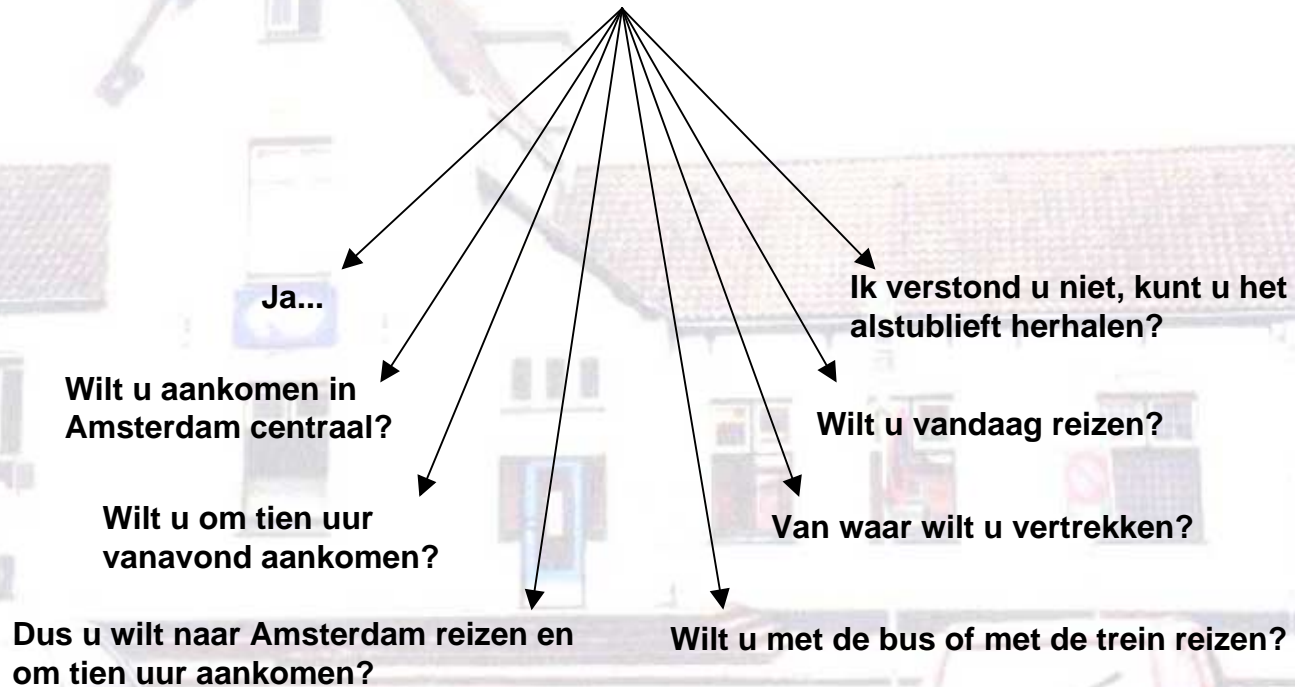 Ja...
Ik verstond u niet, kunt u het
alstublieft herhalen?
Wilt u aankomen in
Amsterdam centraal?
Wilt u vandaag reizen?
Wilt u om tien uur
vanavond aankomen?
Van waar wilt u vertrekken?
Dus u wilt naar Amsterdam reizen en
om tien uur aankomen?
Wilt u met de bus of met de trein reizen?